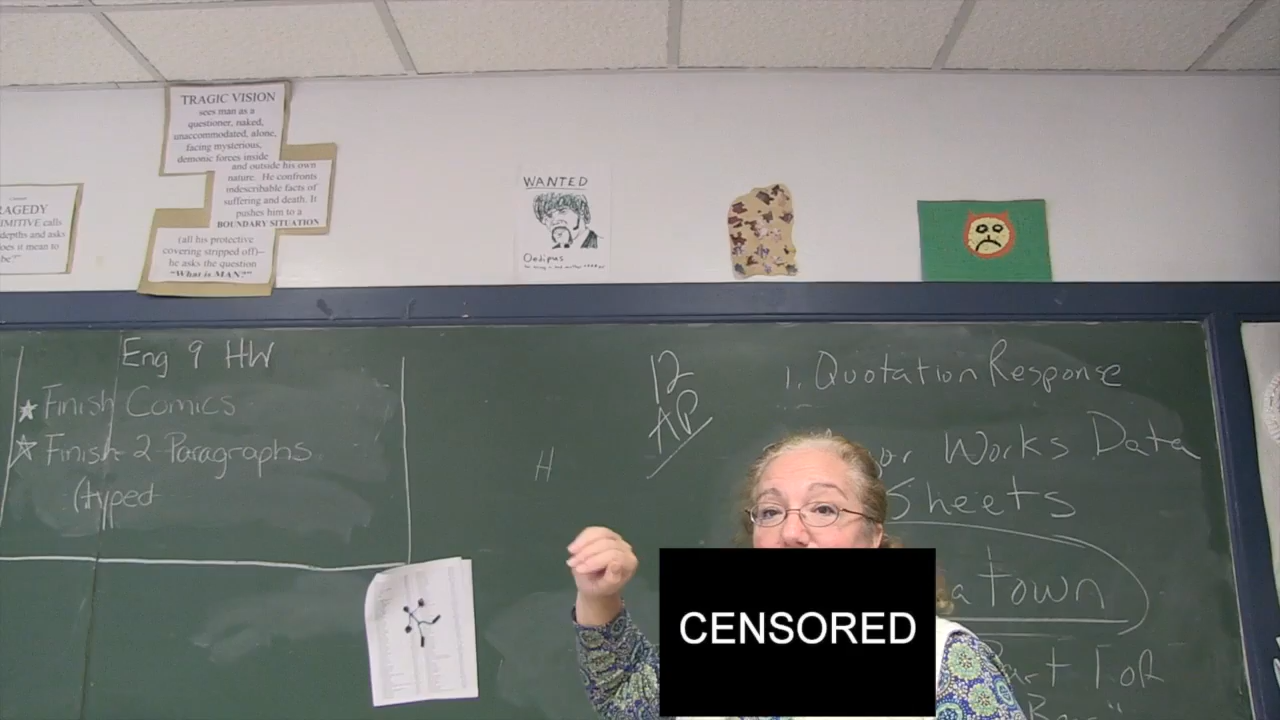 TRAGIC VISION
sees man as a
questioner, naked,
unaccommodated, alone,
facing mysterious,
demonic forces inside
and outside his own
nature. He confronts
indescribable facts of
suffering and death. It
pushes him to a
BOUNDARY SITUATION
(all his protective
covering stripped off)—
he asks the question
"What is MAN?"
RAGEDY
IMITIVE calls
depths and asks
oes it mean to
be?"
WANTED
Oedipus
Eng 9 HW
Finish Comics
Finish 2 Paragraphs
(typed
H
12
AP
1. Quotation Response
or Works Data
Sheets
a Town
art For
CENSORED